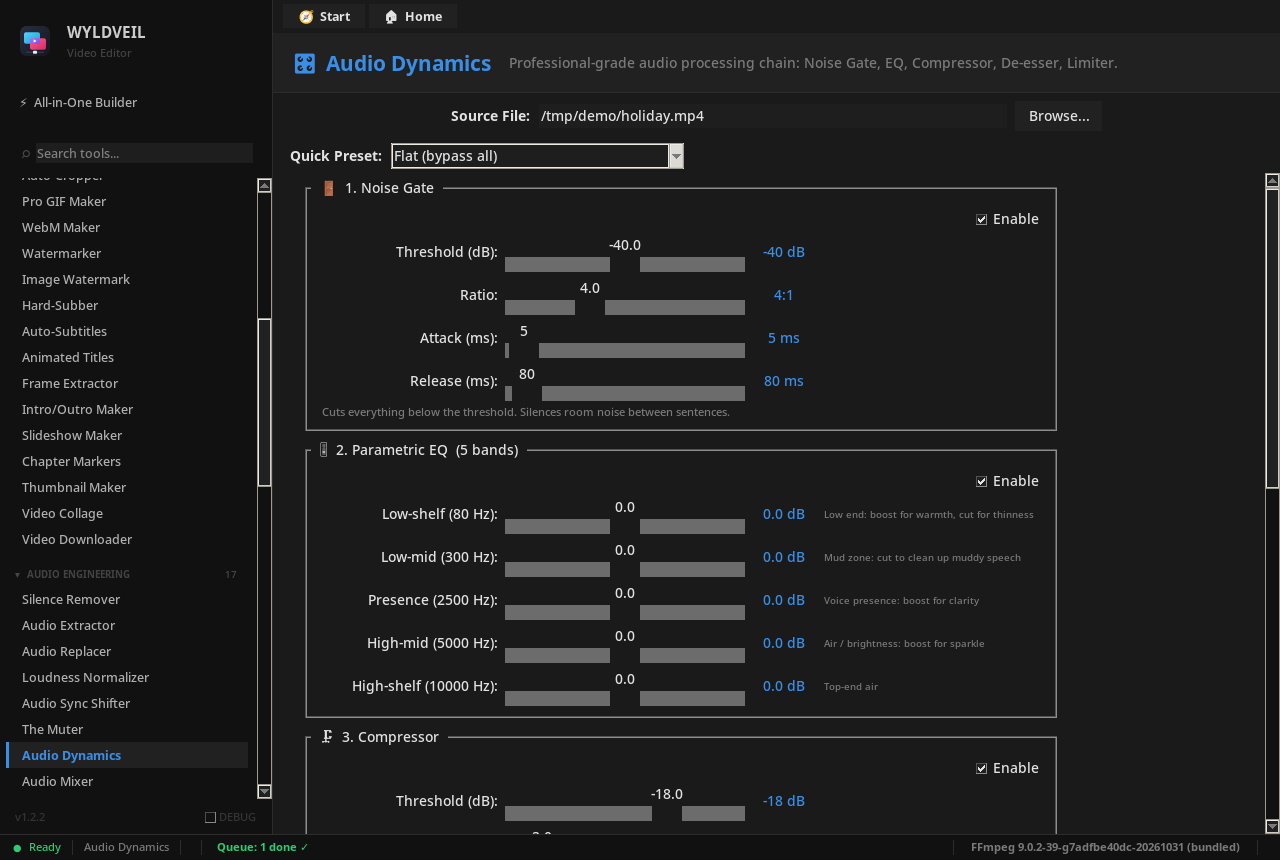 WYLDVEIL
Video Editor
⚡ All-in-One Builder
Search tools...
Auto-Cropper
Pro GIF Maker
WebM Maker
Watermarker
Image Watermark
Hard-Subber
Auto-Subtitles
Animated Titles
Frame Extractor
Intro/Outro Maker
Slideshow Maker
Chapter Markers
Thumbnail Maker
Video Collage
Video Downloader
AUDIO ENGINEERING 17
Silence Remover
Audio Extractor
Audio Replacer
Loudness Normalizer
Audio Sync Shifter
The Muter
Audio Dynamics
Audio Mixer
v1.2.2 DEBUG
Start Home
Audio Dynamics Professional-grade audio processing chain: Noise Gate, EQ, Compressor, De-esser, Limiter.
Source File: /tmp/demo/holiday.mp4 Browse...
Quick Preset: Flat (bypass all)
1. Noise Gate
Enable
-40.0
Threshold (dB): -40 dB
4.0
Ratio: 4:1
5
Attack (ms): 5 ms
80
Release (ms): 80 ms
Cuts everything below the threshold. Silences room noise between sentences.
2. Parametric EQ (5 bands)
Enable
0.0
Low-shelf (80 Hz): 0.0 dB Low end: boost for warmth, cut for thinness
0.0
Low-mid (300 Hz): 0.0 dB Mud zone: cut to clean up muddy speech
0.0
Presence (2500 Hz): 0.0 dB Voice presence: boost for clarity
0.0
High-mid (5000 Hz): 0.0 dB Air / brightness: boost for sparkle
0.0
High-shelf (10000 Hz): 0.0 dB Top-end air
3. Compressor
Enable
-18.0
Threshold (dB): -18 dB
Ready Audio Dynamics Queue: 1 done ✓ FFmpeg 9.0.2-39-g7adfbe40dc-20261031 (bundled)